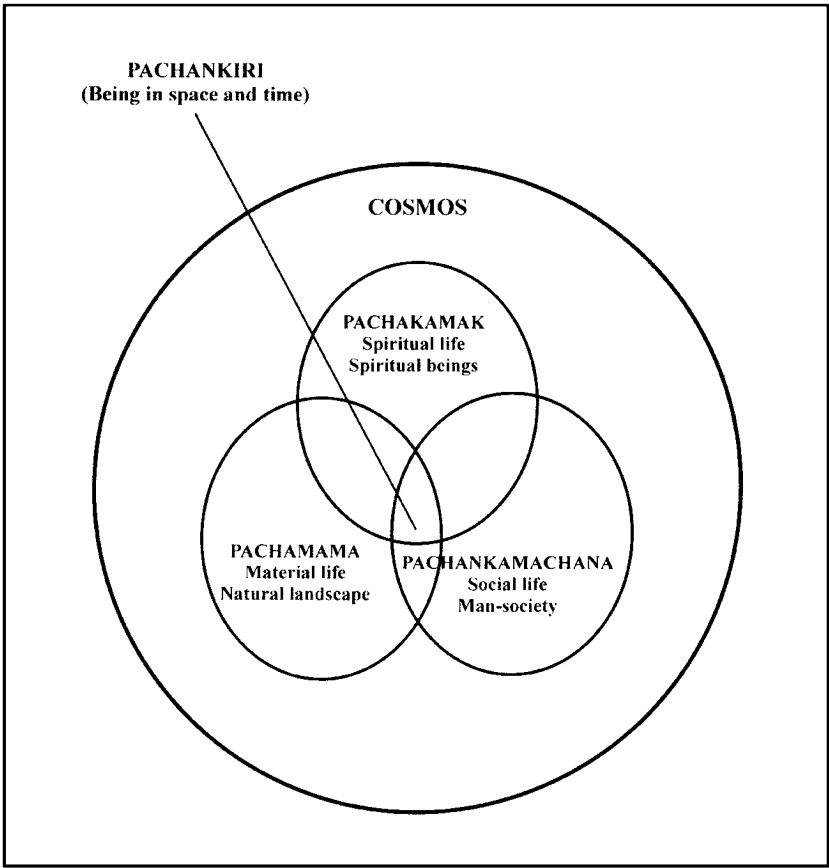 PACHANKIRI
(Being in space and time)
COSMOS
PACHAKAMAK
Spiritual life
Spiritual beings
PACHAMAMA
Material life
Natural landscape
PACHANKAMACHANA
Social life
Man-society